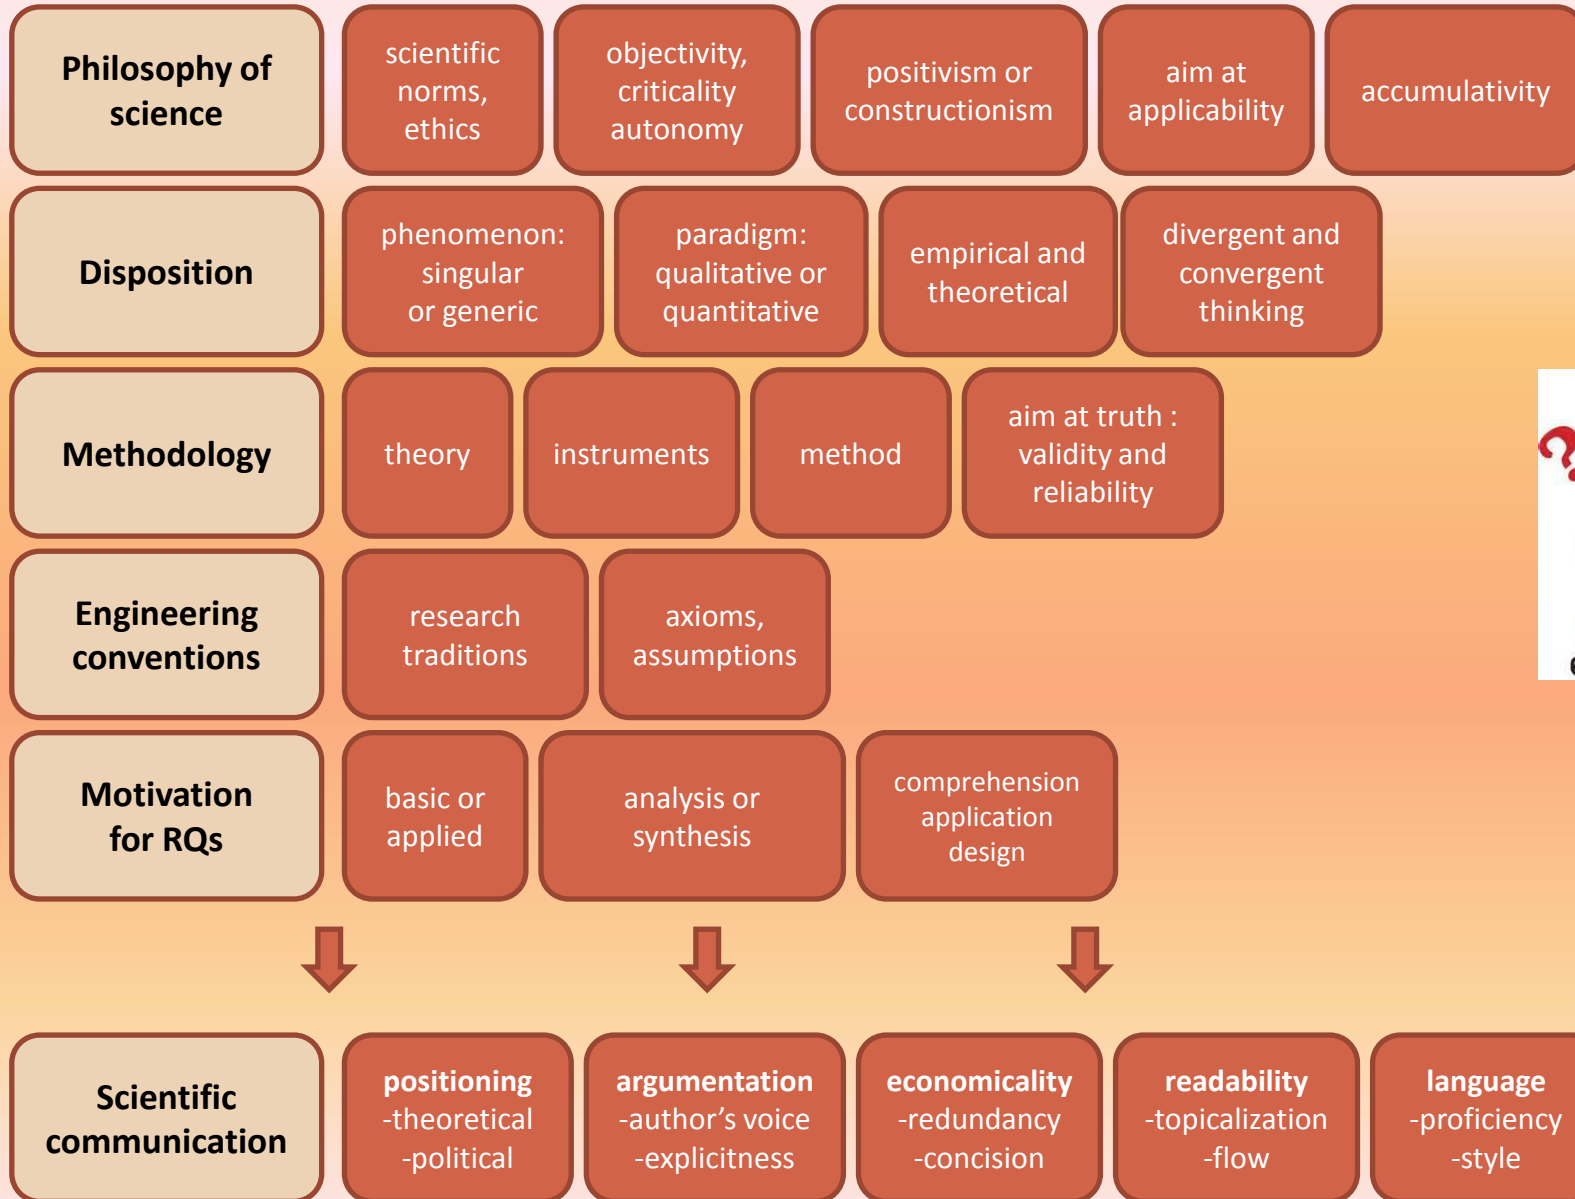 Philosophy of
science
scientific
norms,
ethics
objectivity,
criticality
autonomy
positivism or
constructionism
aim at
applicability
accumulativity
Disposition
phenomenon:
singular
or generic
paradigm:
qualitative or
quantitative
empirical and
theoretical
divergent and
convergent
thinking
Methodology
theory
instruments
method
aim at truth :
validity and
reliability
?
Engineering
conventions
research
traditions
axioms,
assumptions
Motivation
for RQs
basic or
applied
analysis or
synthesis
comprehension
application
design
Scientific
communication
positioning
-theoretical
-political
argumentation
-author’s voice
-explicitness
economicality
-redundancy
-concision
readability
-topicalization
-flow
language
-proficiency
-style